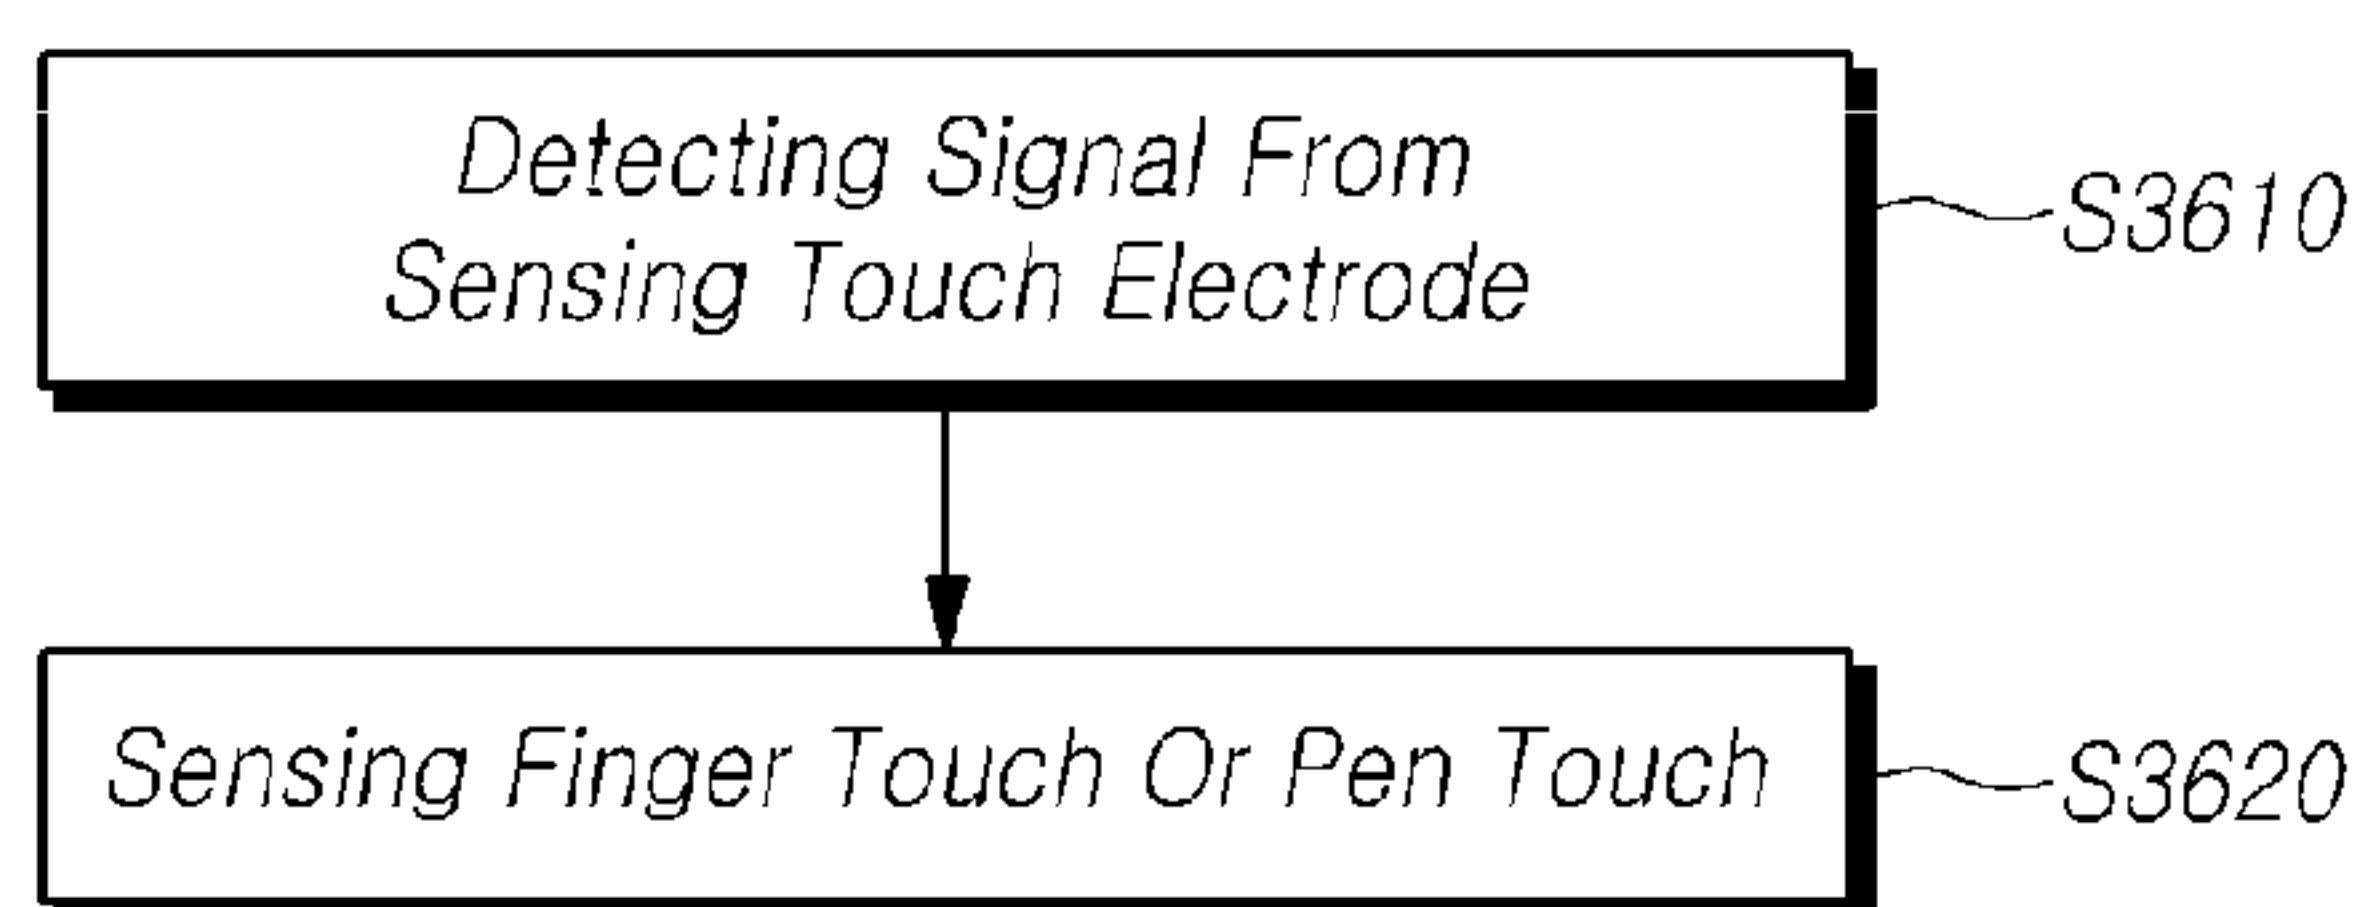 Detecting Signal From
Sensing Touch Electrode
S3610
Sensing Finger Touch Or Pen Touch
S3620